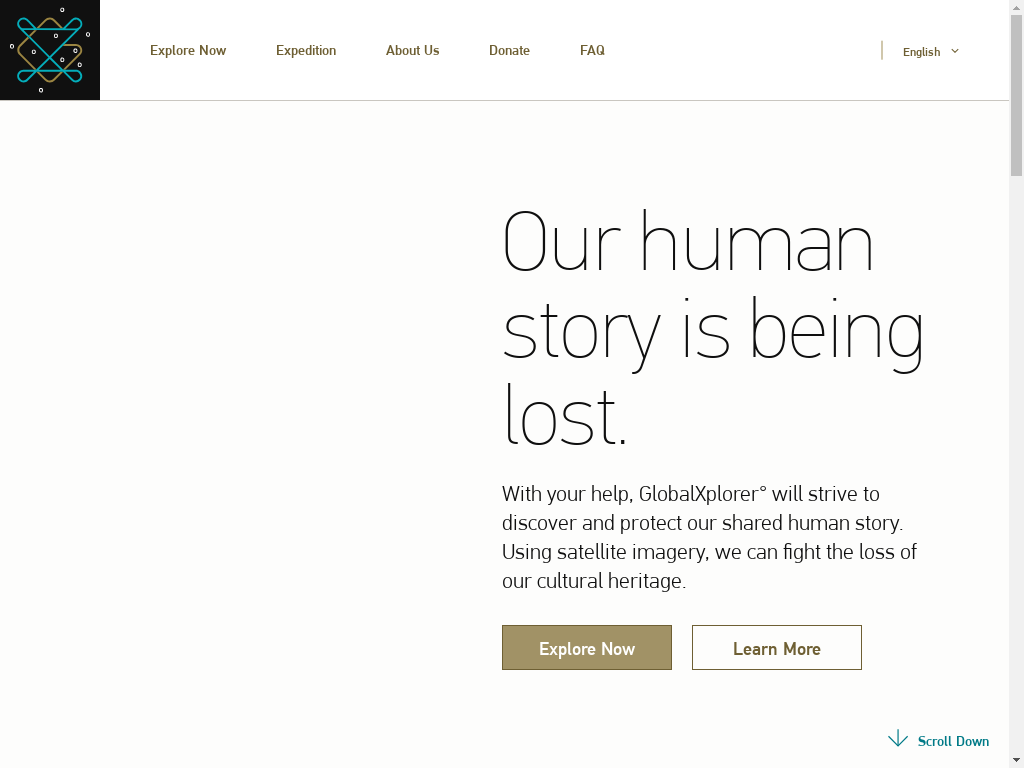 Explore Now
Expedition
About Us
Donate
FAQ
English
Our human
story is being
lost.
With your help, GlobalXplorer° will strive to
discover and protect our shared human story.
Using satellite imagery, we can fight the loss of
our cultural heritage.
Explore Now
Learn More
Scroll Down